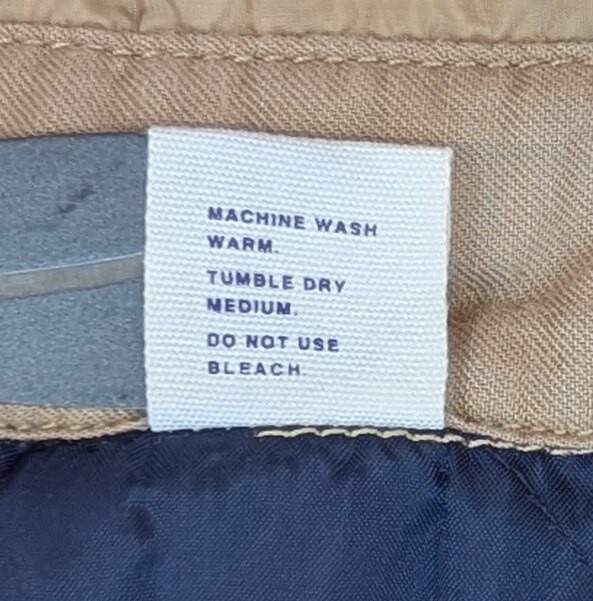 MACHINE WASH
WARM.
TUMBLE DRY
MEDIUM.
DO NOT USE
BLEACH.